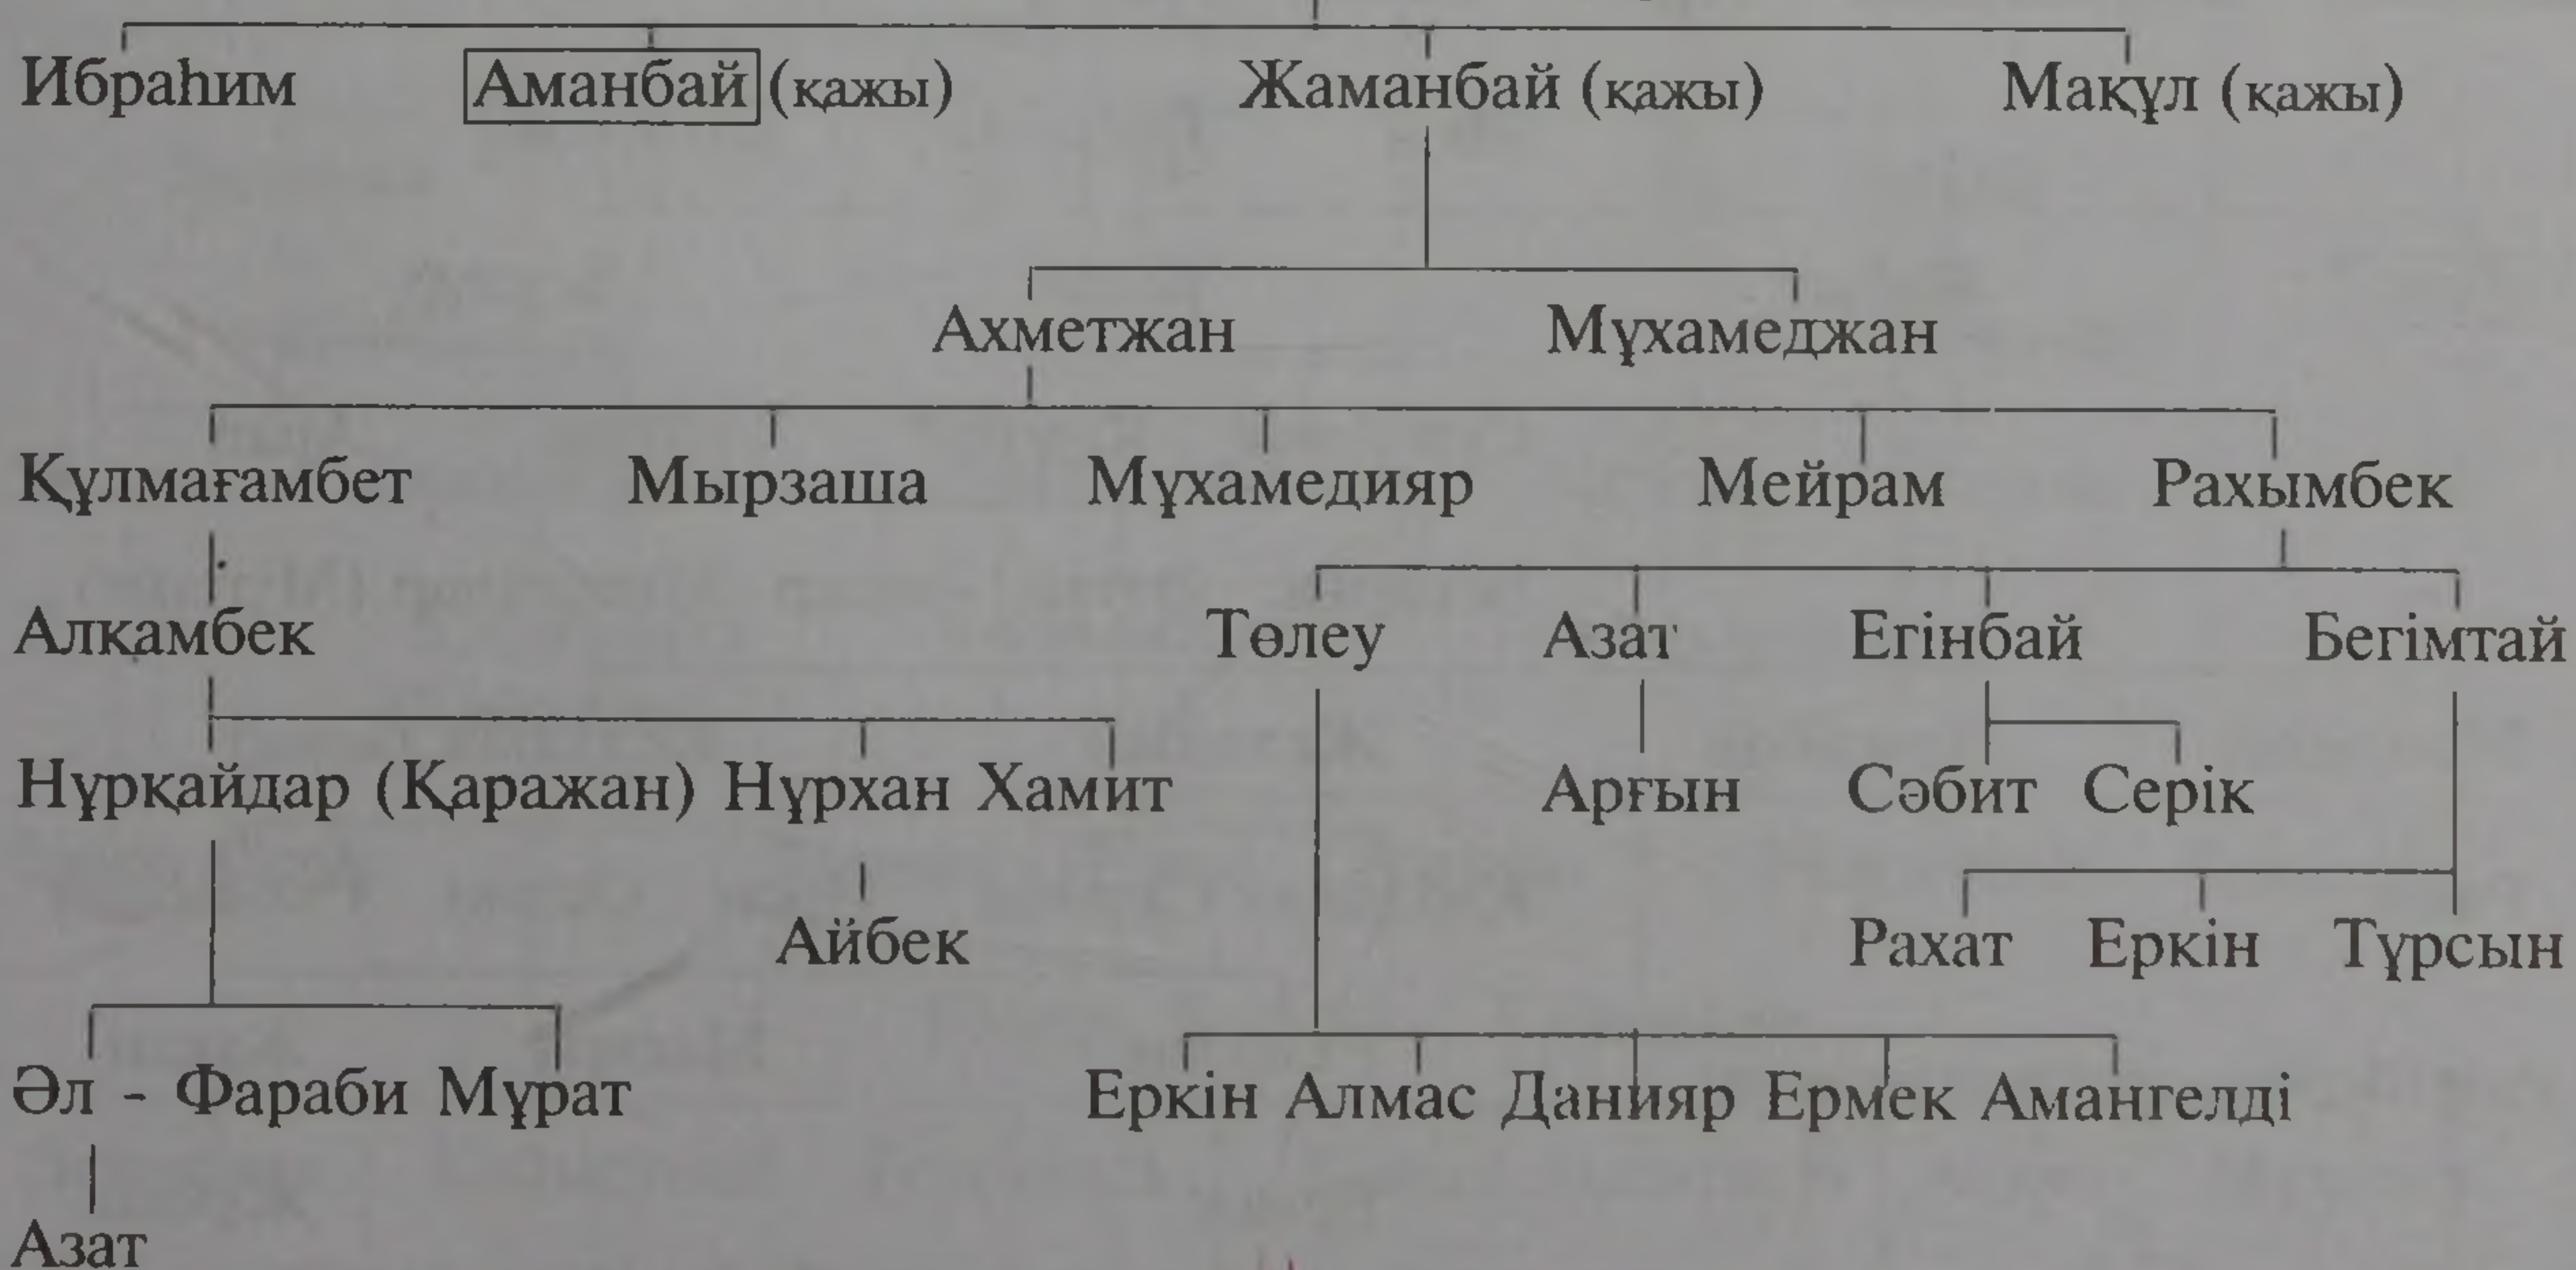 Ибраһим Аманбай (қажы) Жаманбай (қажы) Мақұл (қажы)
Ахметжан Мұхамеджан
Құлмағамбет Мырзаша Мұхамедияр Мейрам Рахымбек
Алқамбек Төлеу Азат Егінбай Бегімтай
Нұрқайдар (Қаражан) Нұрхан Хамит Арғын Сәбит Серік
Айбек Рахат Еркін Тұрсын
Әл - Фараби Мұрат Еркін Алмас Данияр Ермек Амангелді
Азат